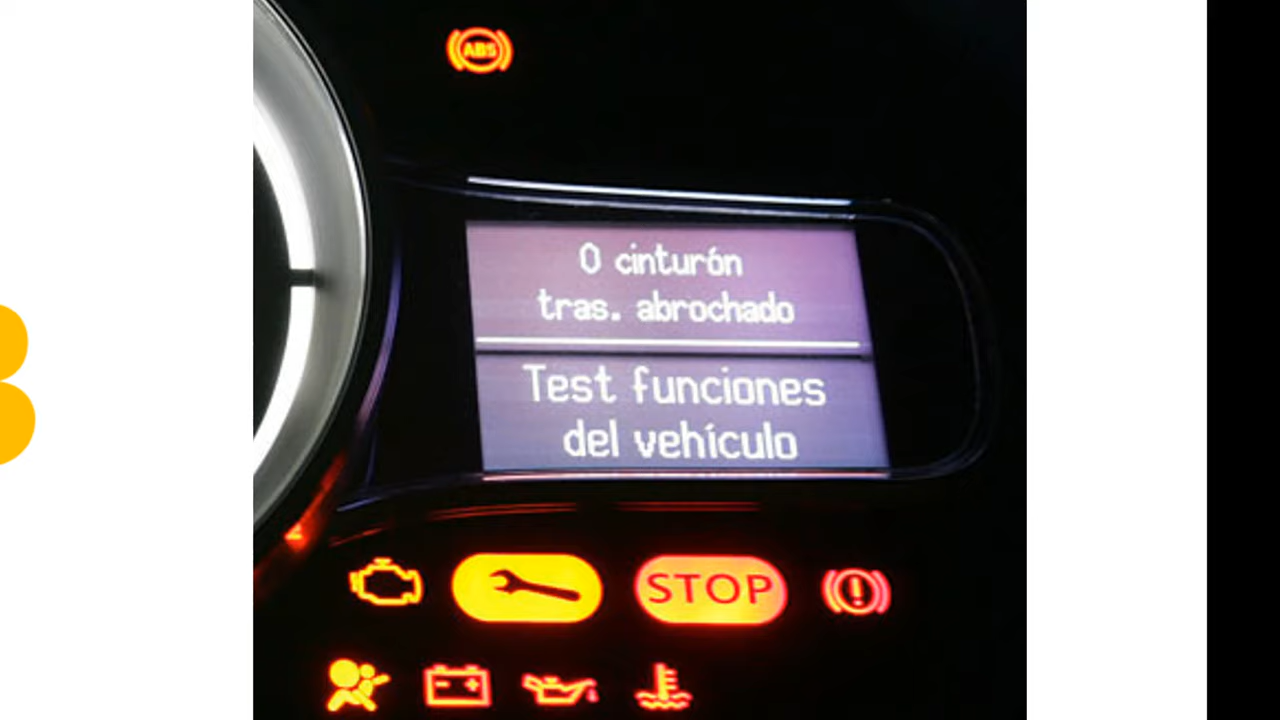 ABS
0 cinturón
tras. abrochado
Test funciones
del vehículo
STOP